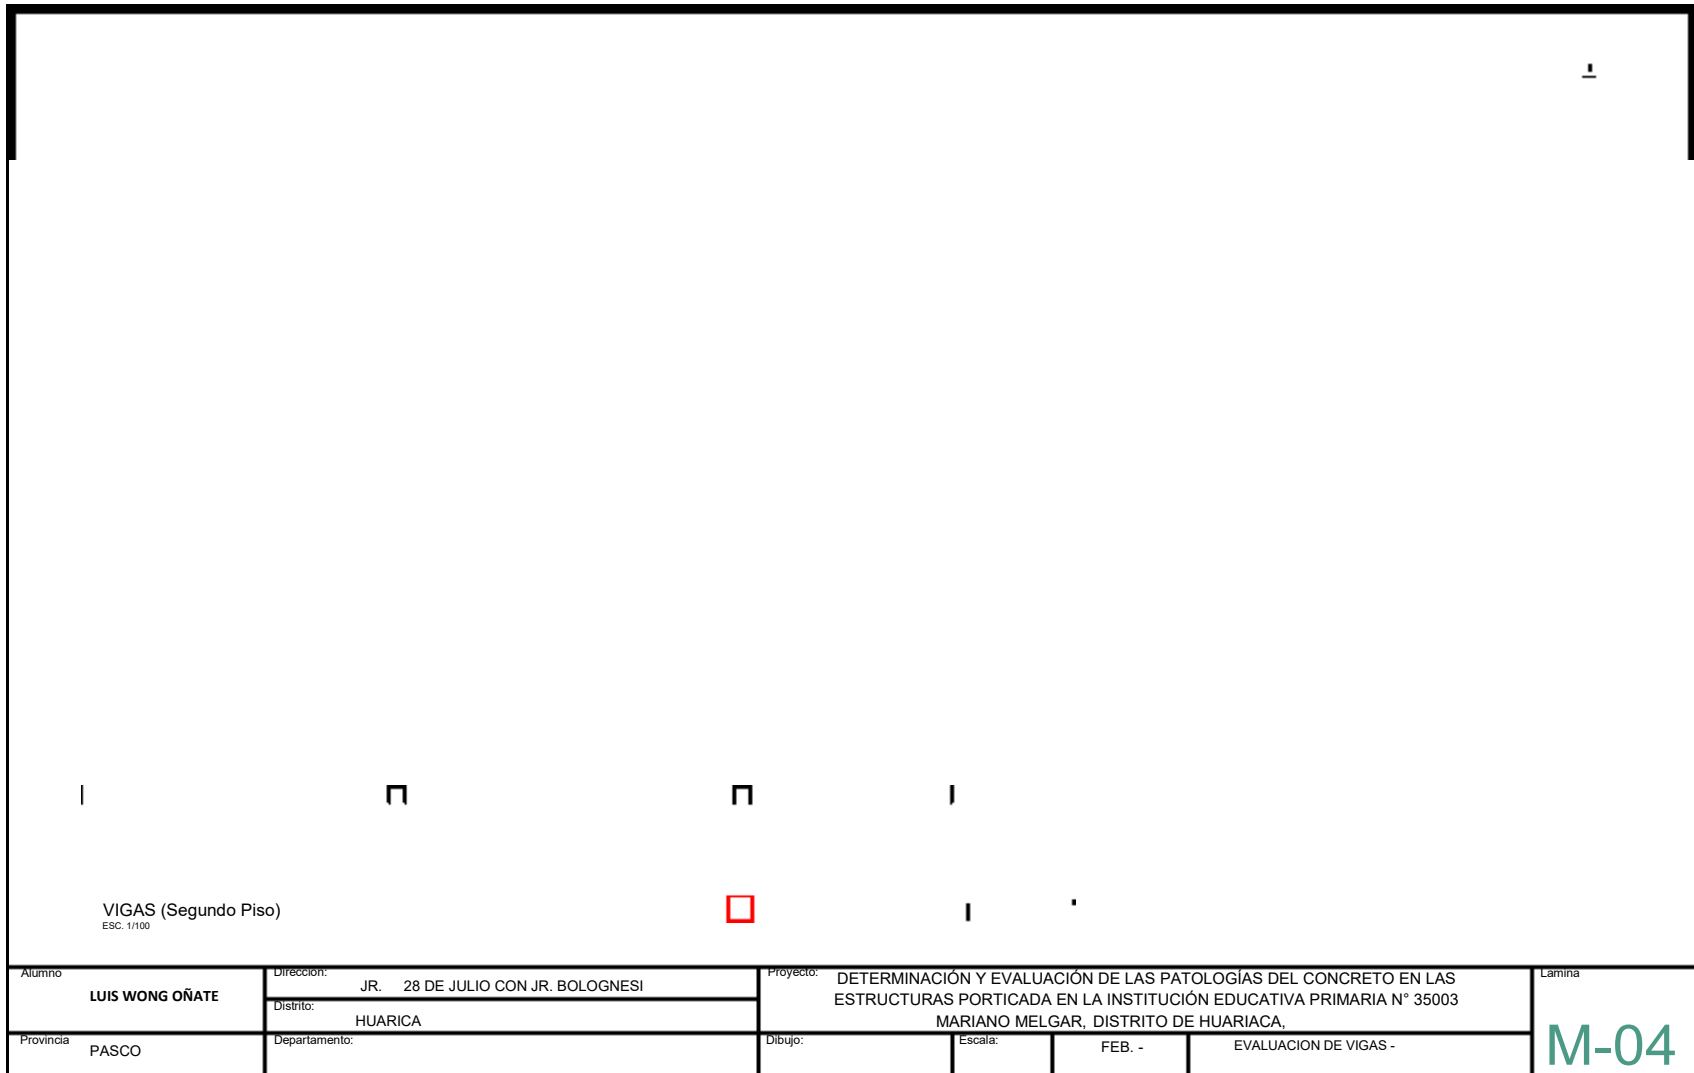 VIGAS (Segundo Piso)
ESC. 1/100
Alumno
LUIS WONG OÑATE
Dirección:
JR. 28 DE JULIO CON JR. BOLOGNESI
Distrito:
HUARICA
Proyecto:
DETERMINACIÓN Y EVALUACIÓN DE LAS PATOLOGÍAS DEL CONCRETO EN LAS
ESTRUCTURAS PORTICADA EN LA INSTITUCIÓN EDUCATIVA PRIMARIA N° 35003
MARIANO MELGAR, DISTRITO DE HUARIACA,
Lamina
M-04
Provincia
PASCO
Departamento:
Dibujo:
Escala:
FEB. -
EVALUACION DE VIGAS -